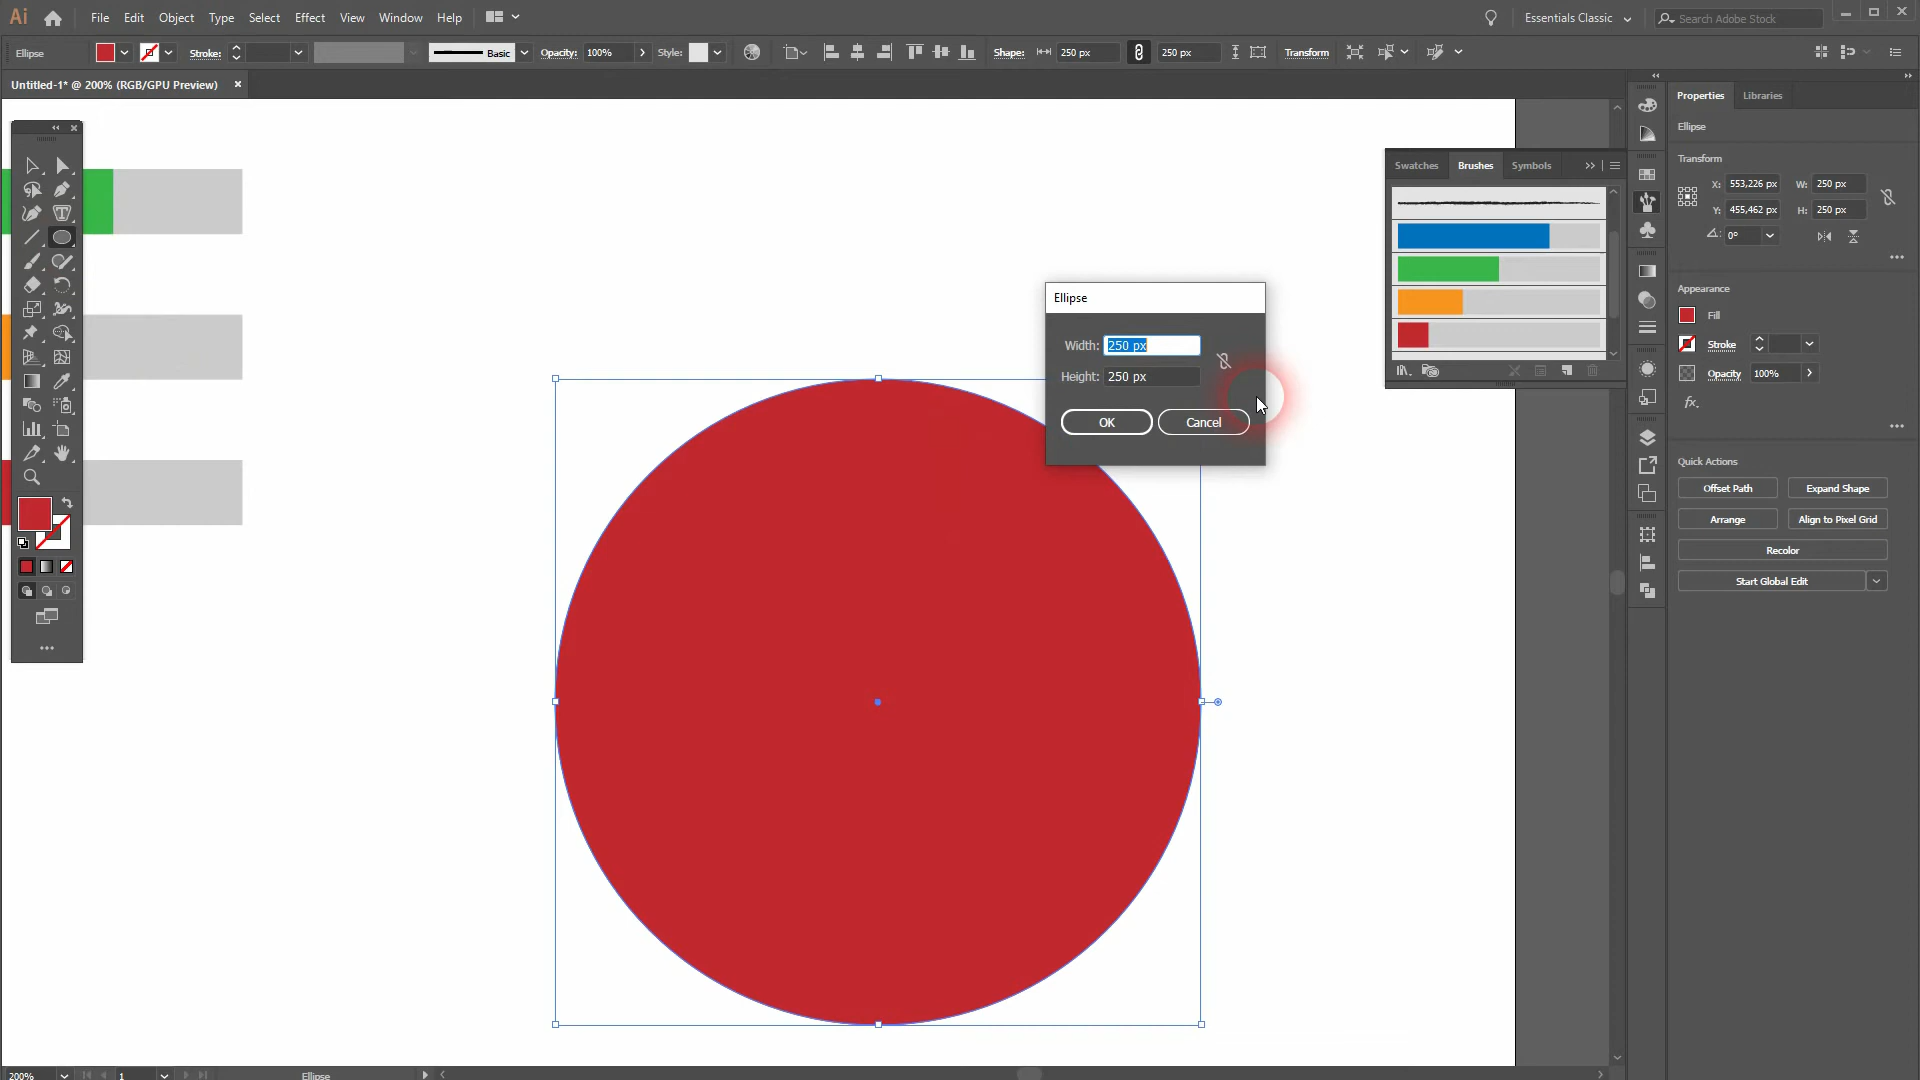 Ai File Edit Object Type Select Effect View Window Help Essentials Classic Search Adobe Stock
Ellipse Stroke: Basic Opacity: 100% Style: Shape: 250 px 250 px Transform
Untitled-1* @ 200% (RGB/GPU Preview) ×
Properties Libraries
Ellipse
Transform
X: 553,226 px W: 250 px
Y: 455,462 px H: 250 px
0°
Appearance
Fill
Stroke
Opacity 100%
fx.
Quick Actions
Offset Path Expand Shape
Arrange Align to Pixel Grid
Recolor
Start Global Edit
Swatches Brushes Symbols
Ellipse
Width: 250 px
Height: 250 px
OK Cancel
200% 1 Ellipse